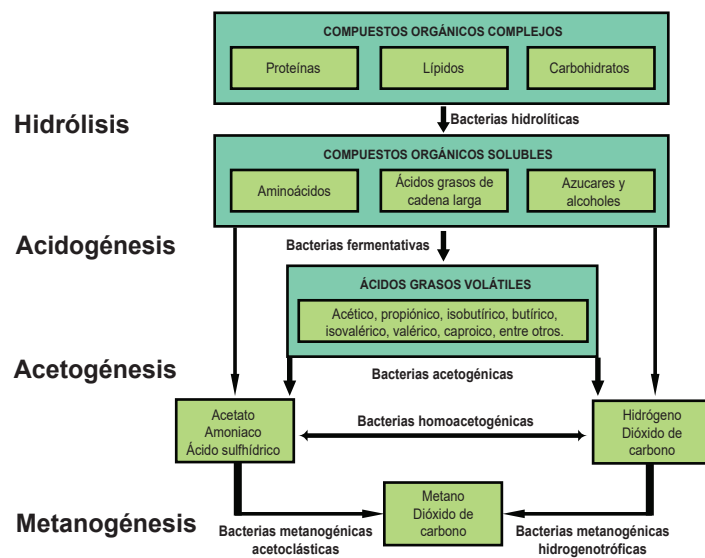 COMPUESTOS ORGÁNICOS COMPLEJOS
Proteínas
Lípidos
Carbohidratos
Hidrólisis
Bacterias hidrolíticas
COMPUESTOS ORGÁNICOS SOLUBLES
Aminoácidos
Ácidos grasos de
cadena larga
Azucares y
alcoholes
Acidogénesis
Bacterias fermentativas
ÁCIDOS GRASOS VOLÁTILES
Acético, propiónico, isobutírico, butírico,
isovalérico, valérico, caproico, entre otros.
Acetogénesis
Bacterias acetogénicas
Acetato
Amoniaco
Ácido sulfhídrico
Bacterias homoacetogénicas
Hidrógeno
Dióxido de
carbono
Metanogénesis
Metano
Dióxido de
carbono
Bacterias metanogénicas
acetoclásticas
Bacterias metanogénicas
hidrogenotróficas